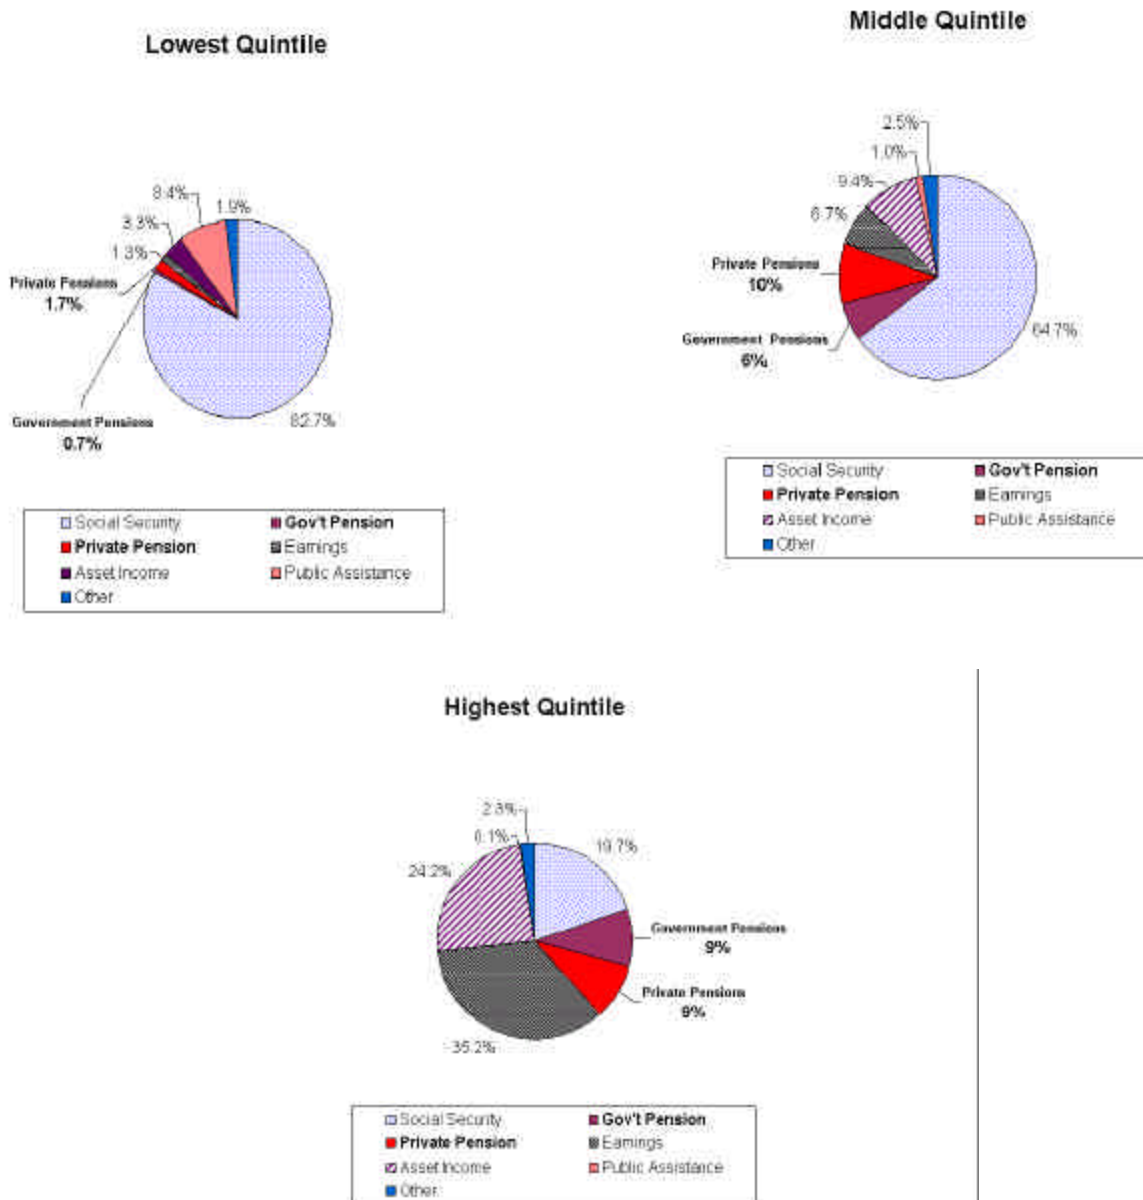 Lowest Quintile
8.4%
1.9%
3.3%
1.3%
Private Pensions
1.7%
Government Pensions
0.7%
82.7%
Social Security
Gov't Pension
Private Pension
Earnings
Asset Income
Public Assistance
Other
Middle Quintile
2.5%
1.0%
9.4%
6.7%
Private Pensions
10%
Government Pensions
6%
64.7%
Social Security
Gov't Pension
Private Pension
Earnings
Asset Income
Public Assistance
Other
Highest Quintile
0.1%
19.7%
24.2%
Government Pensions
9%
Private Pensions
9%
35.2%
Social Security
Gov't Pension
Private Pension
Earnings
Asset Income
Public Assistance
Other